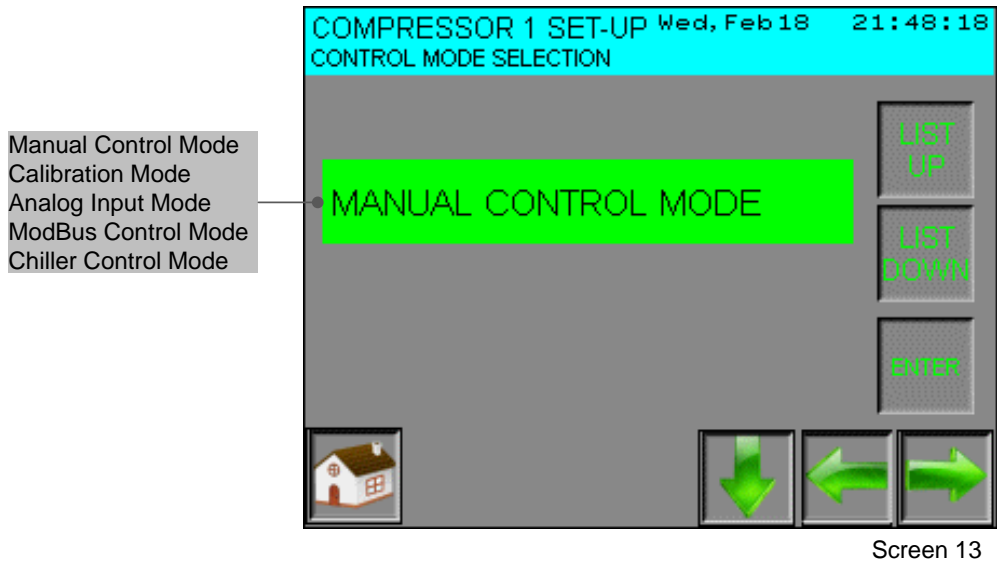 COMPRESSOR 1 SET-UP Wed, Feb 18 21:48:18
CONTROL MODE SELECTION
Manual Control Mode
Calibration Mode
Analog Input Mode
ModBus Control Mode
Chiller Control Mode
MANUAL CONTROL MODE
LIST
UP
LIST
DOWN
ENTER
Screen 13